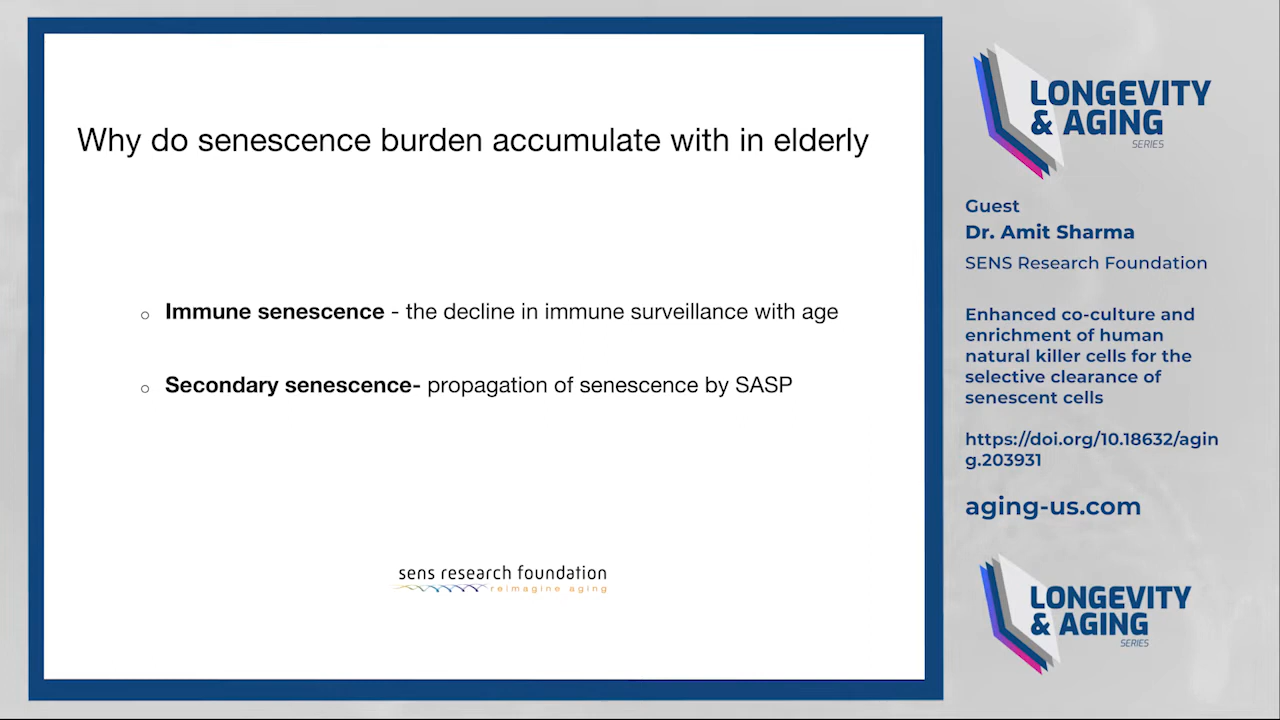 Why do senescence burden accumulate with in elderly
Immune senescence - the decline in immune surveillance with age
Secondary senescence- propagation of senescence by SASP
sens research foundation
reimagine aging
LONGEVITY
& AGING
SERIES
Guest
Dr. Amit Sharma
SENS Research Foundation
Enhanced co-culture and
enrichment of human
natural killer cells for the
selective clearance of
senescent cells
https://doi.org/10.18632/agin
g.203931
aging-us.com
LONGEVITY
& AGING
SERIES